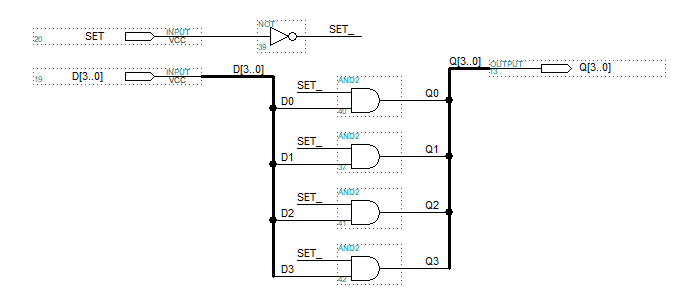 NOT
INPUT
SET
VCC
20
SET_
39
INPUT
D[3..0]
VCC
19
D[3..0]
Q[3..0]
OUTPUT
13
Q[3..0]
AND2
SET_
D0
40
Q0
AND2
SET_
D1
37
Q1
AND2
SET_
D2
41
Q2
AND2
SET_
D3
42
Q3